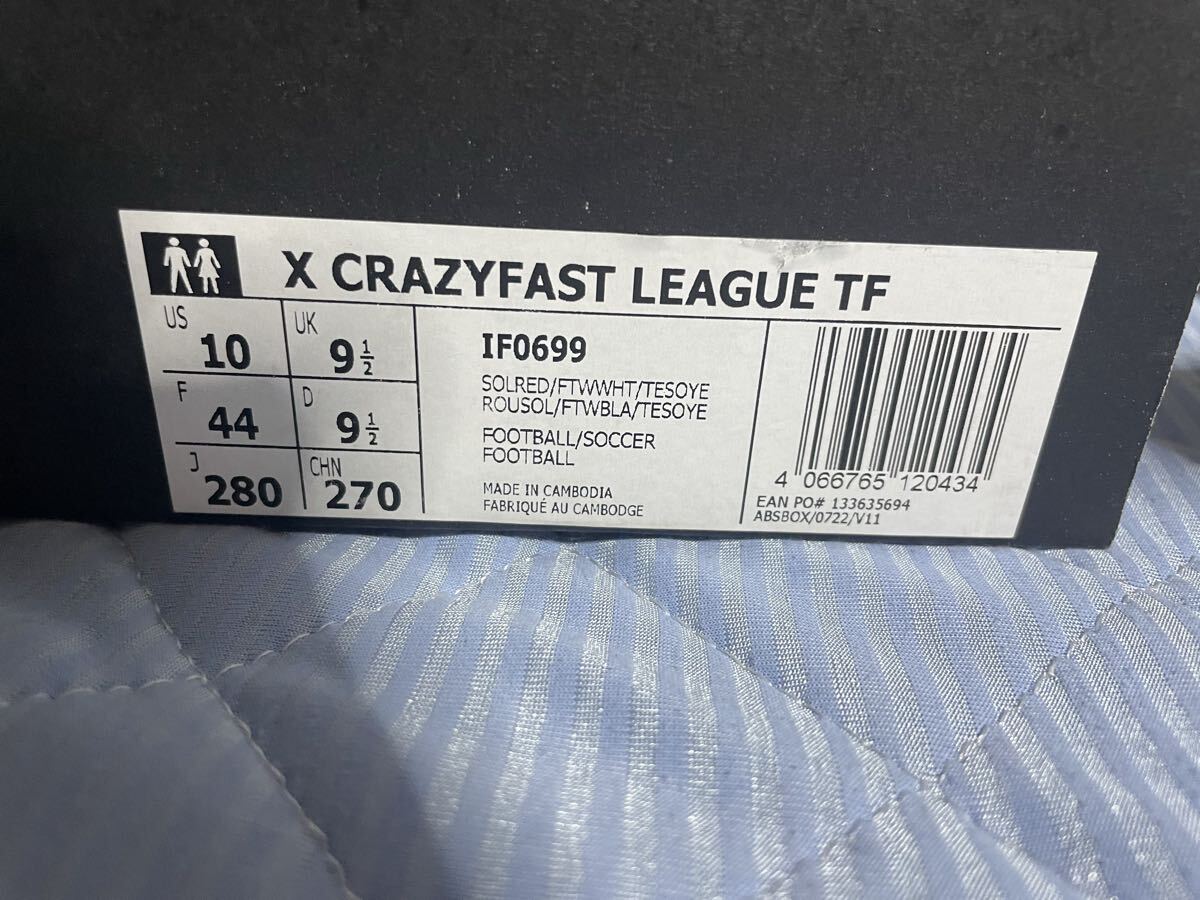 X CRAZYFAST LEAGUE TF
US 10 UK 9 1/2
F 44 D 9 1/2
J 280 CHN 270
IF0699
SOLRED/FTWWHT/TESOYE
ROUSOL/FTWBLA/TESOYE
FOOTBALL/SOCCER
FOOTBALL
MADE IN CAMBODIA
FABRIQUÉ AU CAMBODGE
4 066765 120434
EAN PO# 133635694
ABSBOX/0722/V11